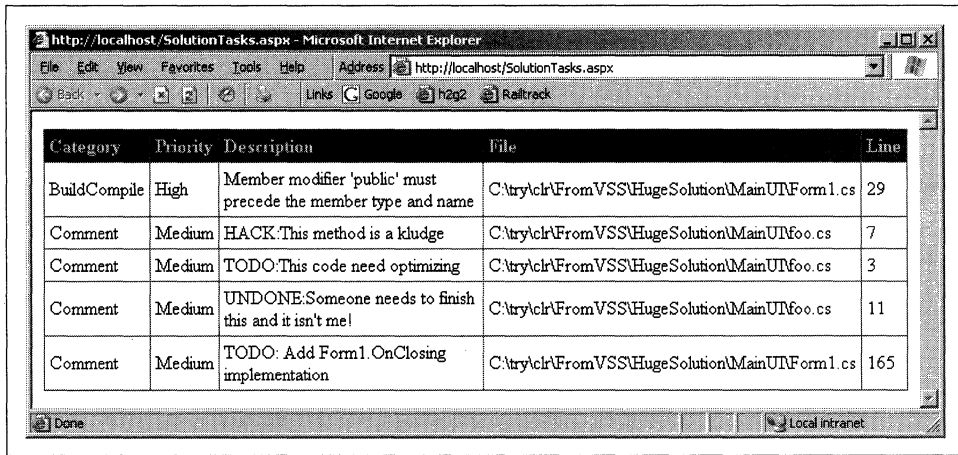 http://localhost/SolutionTasks.aspx - Microsoft Internet Explorer
File Edit View Favorites Tools Help Address http://localhost/SolutionTasks.aspx
Back Links Google h2g2 Railtrack
Category Priority Description File Line
BuildCompile High Member modifier 'public' must
precede the member type and name C:\try\clr\FromVSS\HugeSolution\MainUI\Form1.cs 29
Comment Medium HACK:This method is a kludge C:\try\clr\FromVSS\HugeSolution\MainUI\foo.cs 7
Comment Medium TODO:This code need optimizing C:\try\clr\FromVSS\HugeSolution\MainUI\foo.cs 3
Comment Medium UNDONE:Someone needs to finish
this and it isn't me! C:\try\clr\FromVSS\HugeSolution\MainUI\foo.cs 11
Comment Medium TODO: Add Form1.OnClosing
implementation C:\try\clr\FromVSS\HugeSolution\MainUI\Form1.cs 165
Done Local intranet